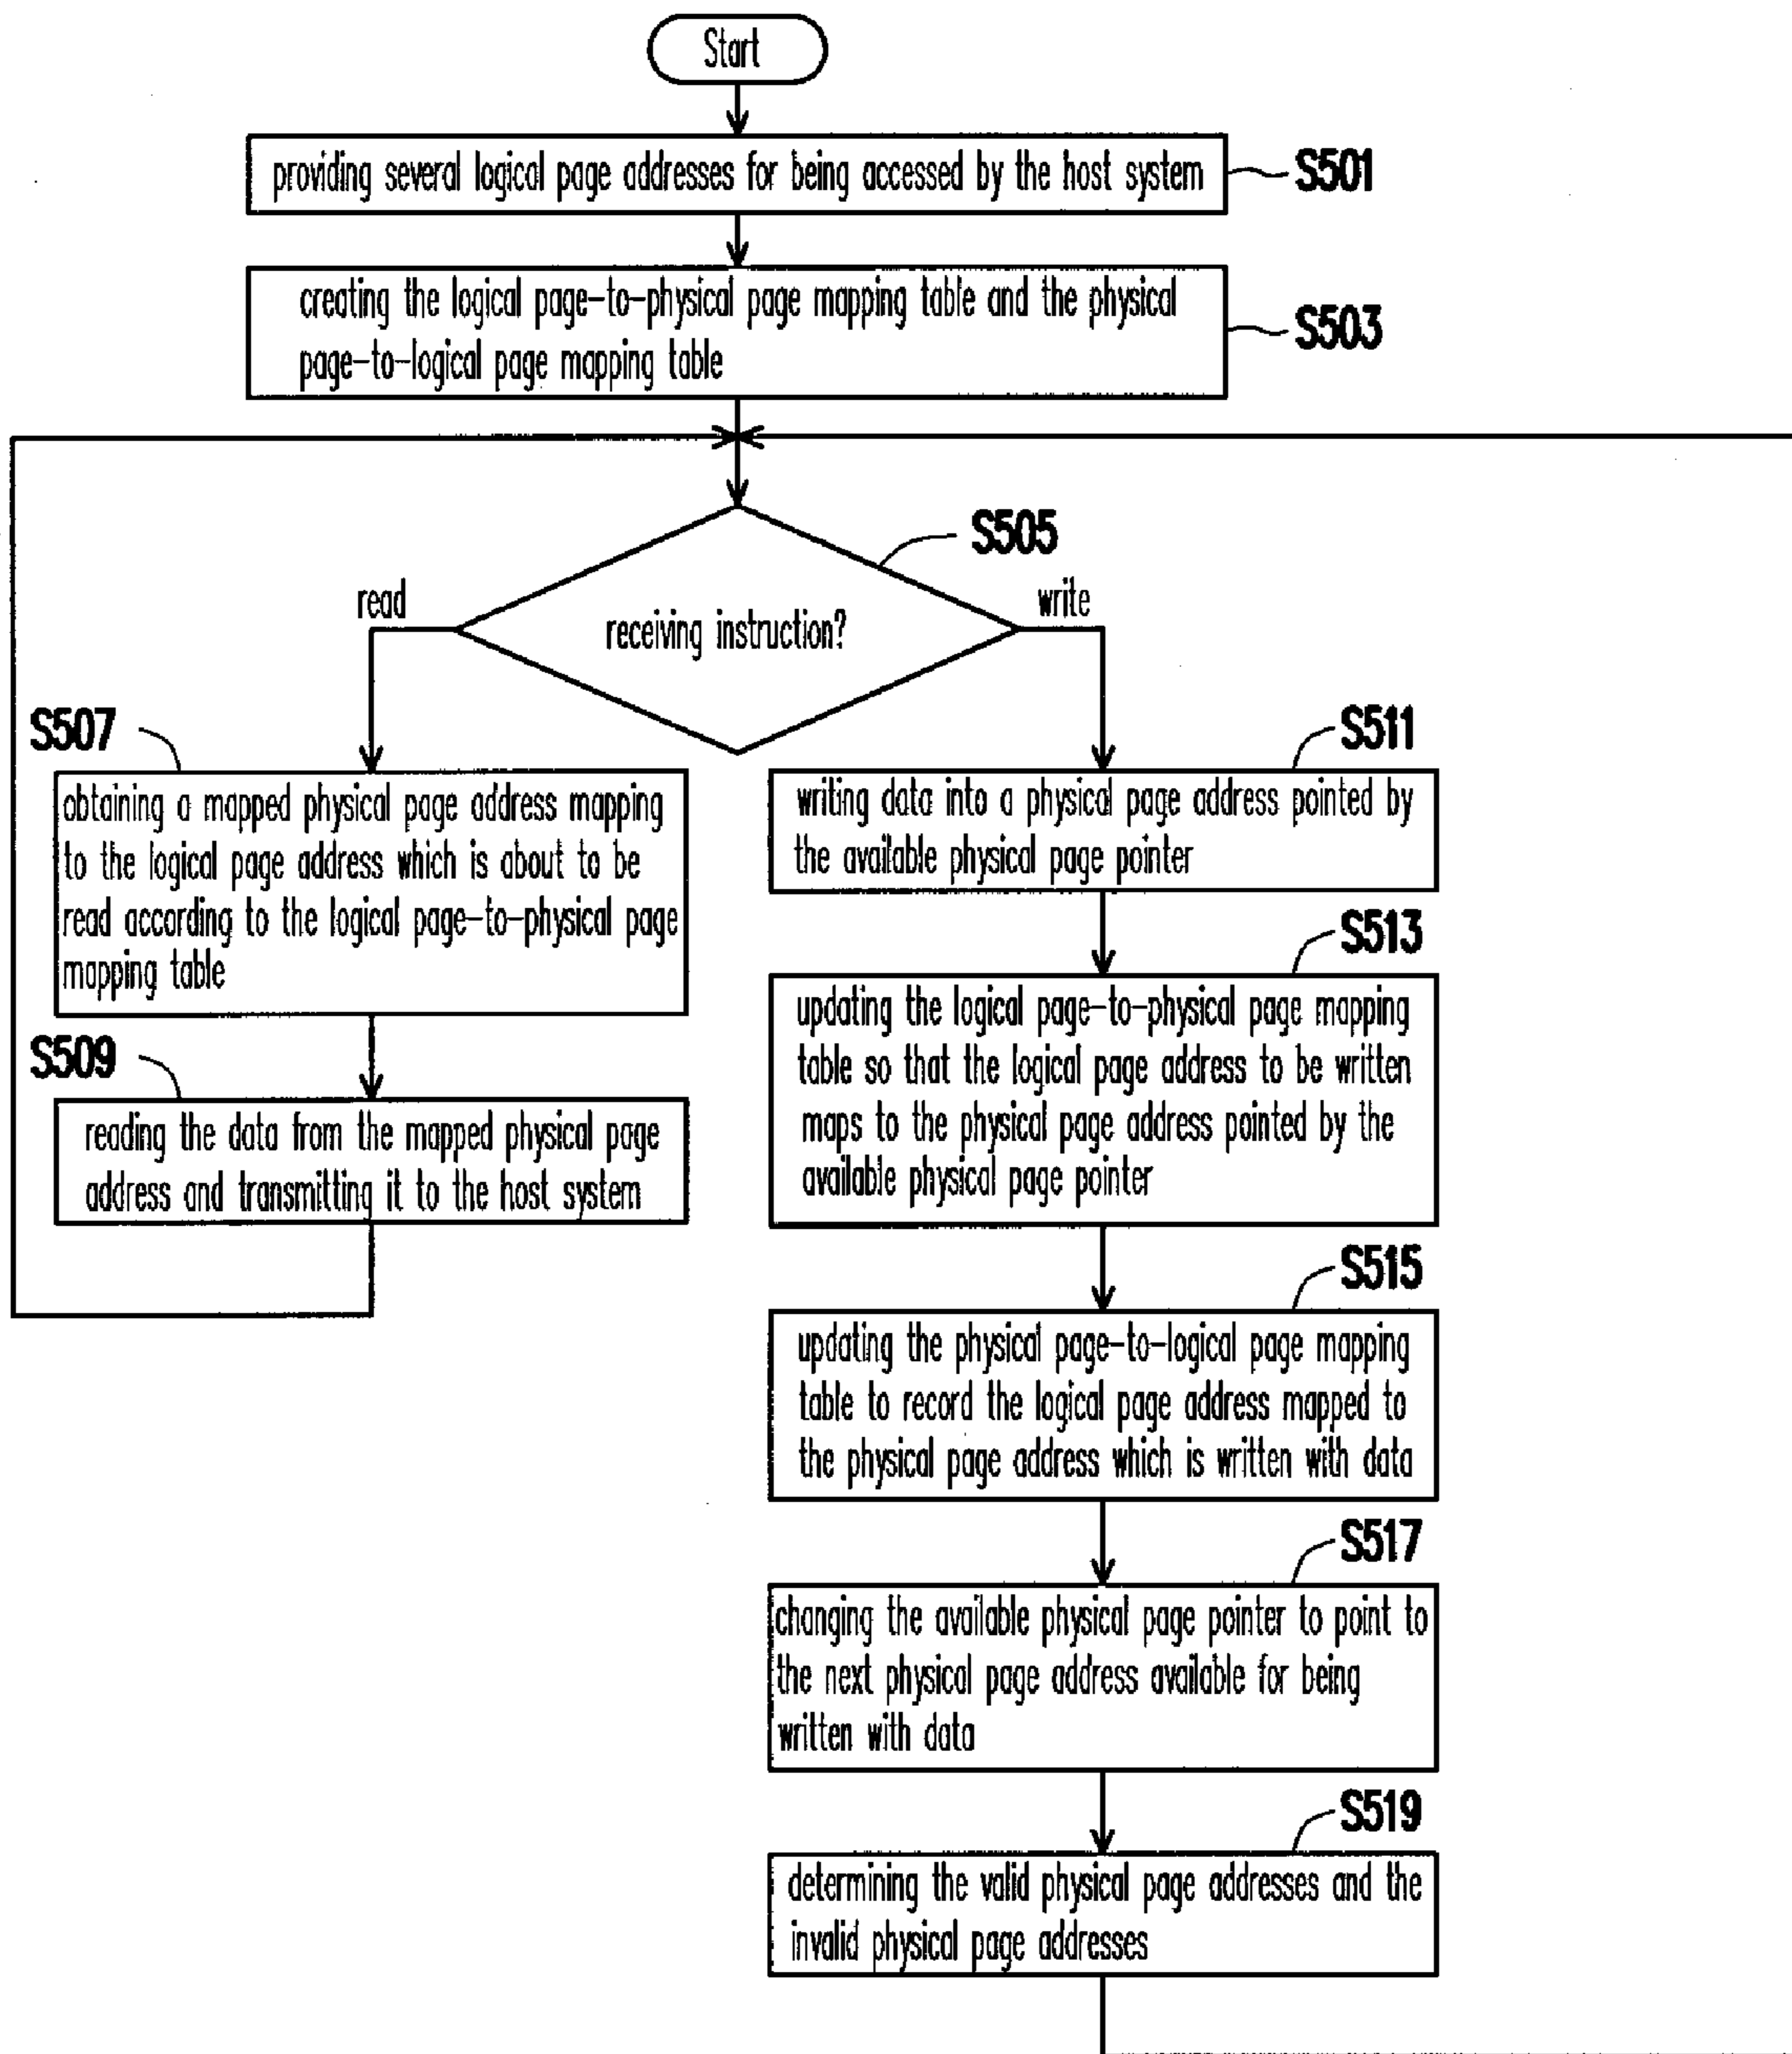 Start
providing several logical page addresses for being accessed by the host system
S501
creating the logical page-to-physical page mapping table and the physical
page-to-logical page mapping table
S503
S505
receiving instruction?
read
write
S507
obtaining a mapped physical page address mapping
to the logical page address which is about to be
read according to the logical page-to-physical page
mapping table
S509
reading the data from the mapped physical page
address and transmitting it to the host system
S511
writing data into a physical page address pointed by
the available physical page pointer
S513
updating the logical page-to-physical page mapping
table so that the logical page address to be written
maps to the physical page address pointed by the
available physical page pointer
S515
updating the physical page-to-logical page mapping
table to record the logical page address mapped to
the physical page address which is written with data
S517
changing the available physical page pointer to point to
the next physical page address available for being
written with data
S519
determining the valid physical page addresses and the
invalid physical page addresses